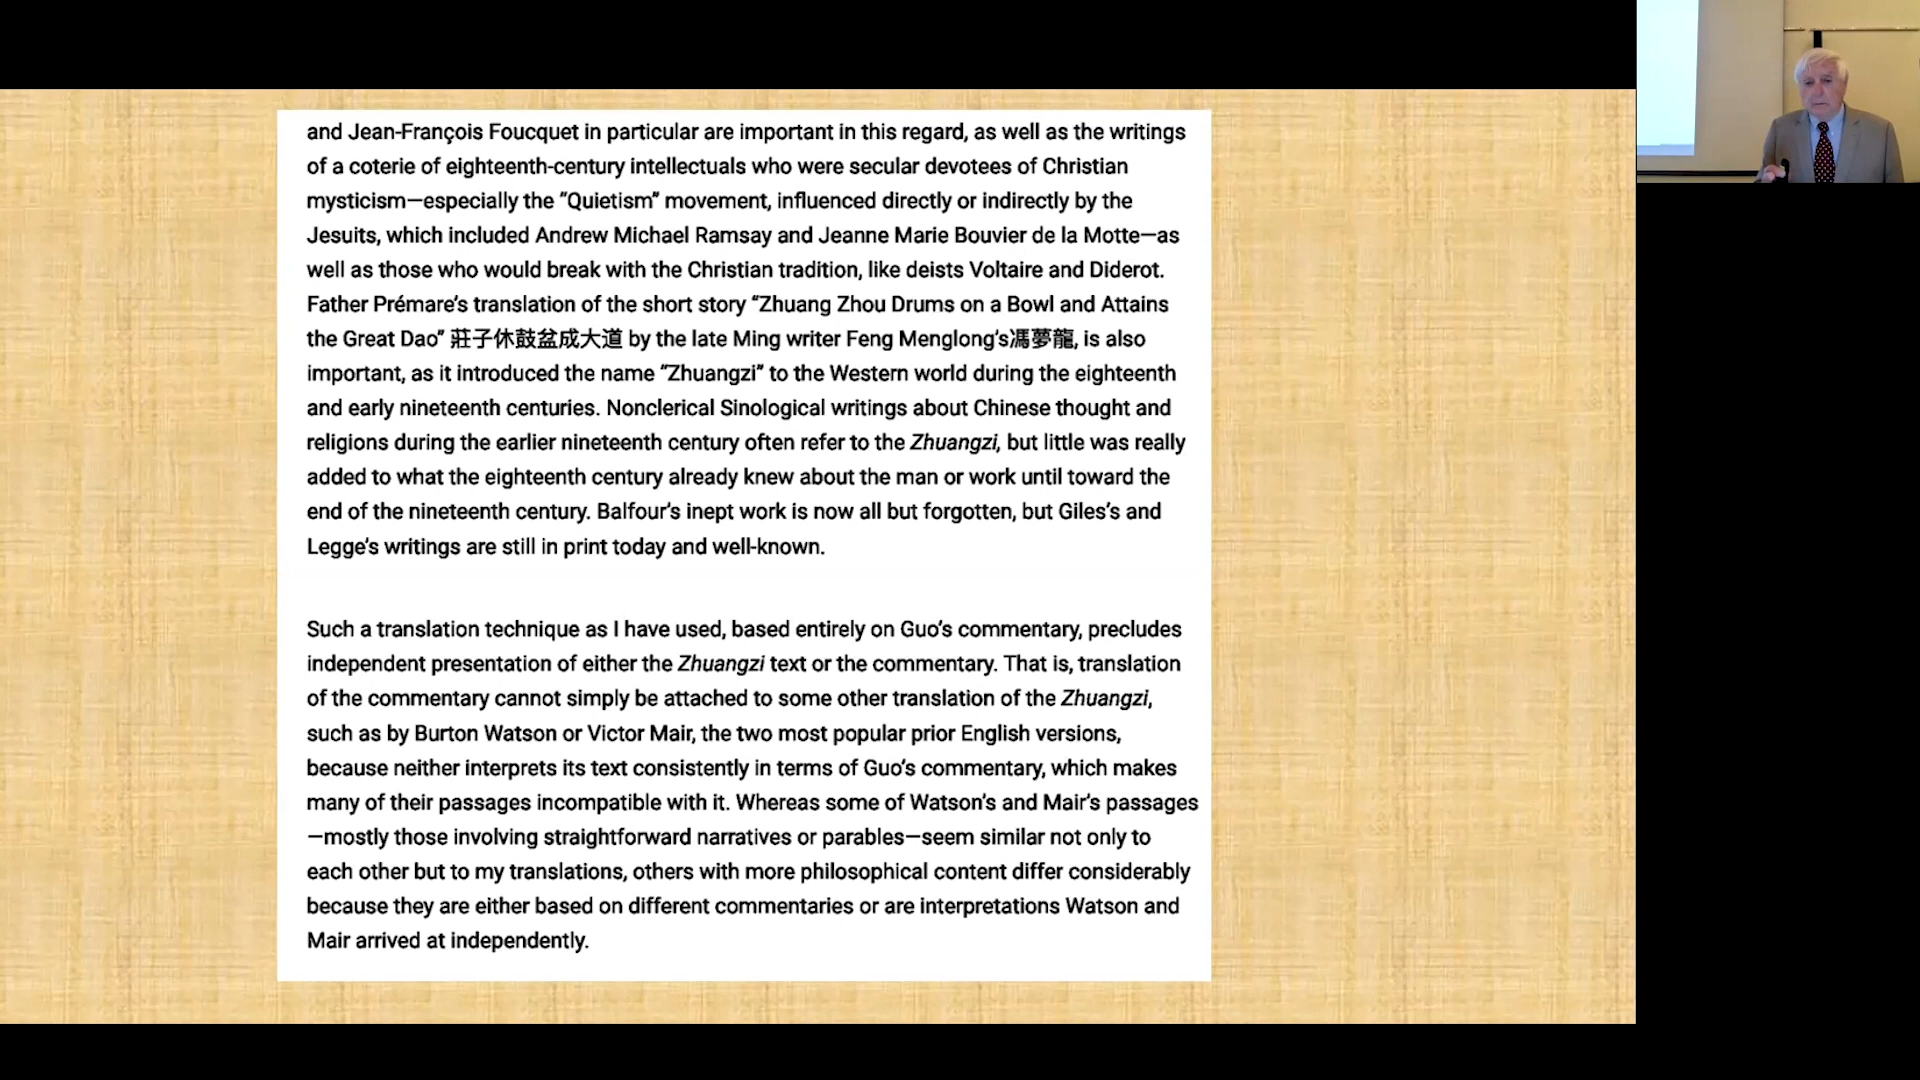 and Jean-François Foucquet in particular are important in this regard, as well as the writings
of a coterie of eighteenth-century intellectuals who were secular devotees of Christian
mysticism—especially the “Quietism” movement, influenced directly or indirectly by the
Jesuits, which included Andrew Michael Ramsay and Jeanne Marie Bouvier de la Motte—as
well as those who would break with the Christian tradition, like deists Voltaire and Diderot.
Father Prémare’s translation of the short story “Zhuang Zhou Drums on a Bowl and Attains
the Great Dao” 莊子休鼓盆成大道 by the late Ming writer Feng Menglong’s馮夢龍, is also
important, as it introduced the name “Zhuangzi” to the Western world during the eighteenth
and early nineteenth centuries. Nonclerical Sinological writings about Chinese thought and
religions during the earlier nineteenth century often refer to the Zhuangzi, but little was really
added to what the eighteenth century already knew about the man or work until toward the
end of the nineteenth century. Balfour’s inept work is now all but forgotten, but Giles’s and
Legge’s writings are still in print today and well-known.
Such a translation technique as I have used, based entirely on Guo’s commentary, precludes
independent presentation of either the Zhuangzi text or the commentary. That is, translation
of the commentary cannot simply be attached to some other translation of the Zhuangzi,
such as by Burton Watson or Victor Mair, the two most popular prior English versions,
because neither interprets its text consistently in terms of Guo’s commentary, which makes
many of their passages incompatible with it. Whereas some of Watson’s and Mair’s passages
—mostly those involving straightforward narratives or parables—seem similar not only to
each other but to my translations, others with more philosophical content differ considerably
because they are either based on different commentaries or are interpretations Watson and
Mair arrived at independently.